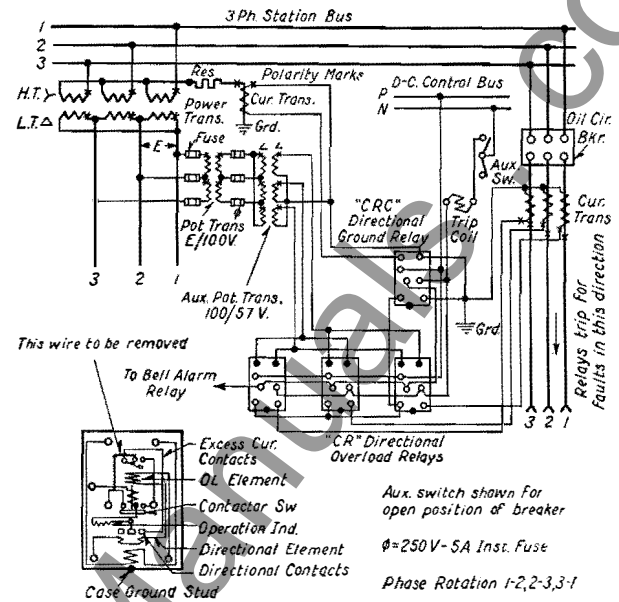 3 Ph. Station Bus
1
2
3
Res
Polarity Marks
D-C. Control Bus
P
N
H.T.
Power
Trans.
Cur. Trans.
L.T.
Grd.
Fuse
E
Oil Cir.
Bkr.
Aux.
Sw.
"CRC"
Directional
Ground Relay
Trip
Coil
Cur.
Trans
Pot Trans
E/100V.
ϕ
3 2 1
Aux. Pot. Trans.
100/57 V.
Grd
Relays trip for
faults in this direction
This wire to be removed
To Bell Alarm
Relay
3 2 1
"CR" Directional
Overload Relays
Excess Cur.
Contacts
OL Element
Contactor Sw
Operation Ind.
Directional Element
Directional Contacts
Case Ground Stud
Aux. switch shown for
open position of breaker
ϕ=250V-5A Inst. Fuse
Phase Rotation 1-2,2-3,3-1
Manuals.co